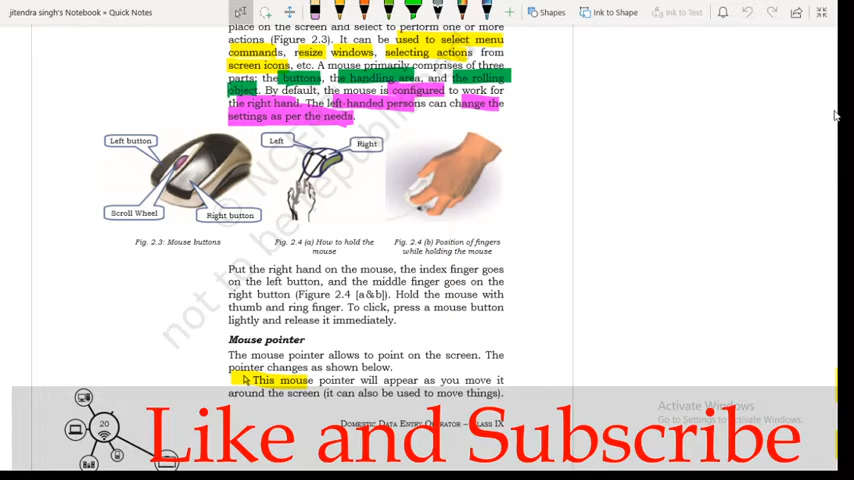 jitendra singh's Notebook » Quick Notes
Shapes
Ink to Shape
Ink to Text
place on the screen and select to perform one or more
actions (Figure 2.3). It can be used to select menu
commands, resize windows, selecting actions from
screen icons, etc. A mouse primarily comprises of three
parts: the buttons, the handling area, and the rolling
object. By default, the mouse is configured to work for
the right hand. The left-handed persons can change the
settings as per the needs.
Left button
Scroll Wheel
Right button
Left
Right
Fig. 2.3: Mouse buttons
Fig. 2.4 (a) How to hold the
mouse
Fig. 2.4 (b) Position of fingers
while holding the mouse
Put the right hand on the mouse, the index finger goes
on the left button, and the middle finger goes on the
right button (Figure 2.4 [a&b]). Hold the mouse with
thumb and ring finger. To click, press a mouse button
lightly and release it immediately.
Mouse pointer
The mouse pointer allows to point on the screen. The
pointer changes as shown below.
This mouse pointer will appear as you move it
around the screen (it can also be used to move things).
20
Domestic Data Entry Operator – Class IX
Like and Subscribe
Activate Windows
Go to Settings to activate Windows.
© NCERT
not to be republi